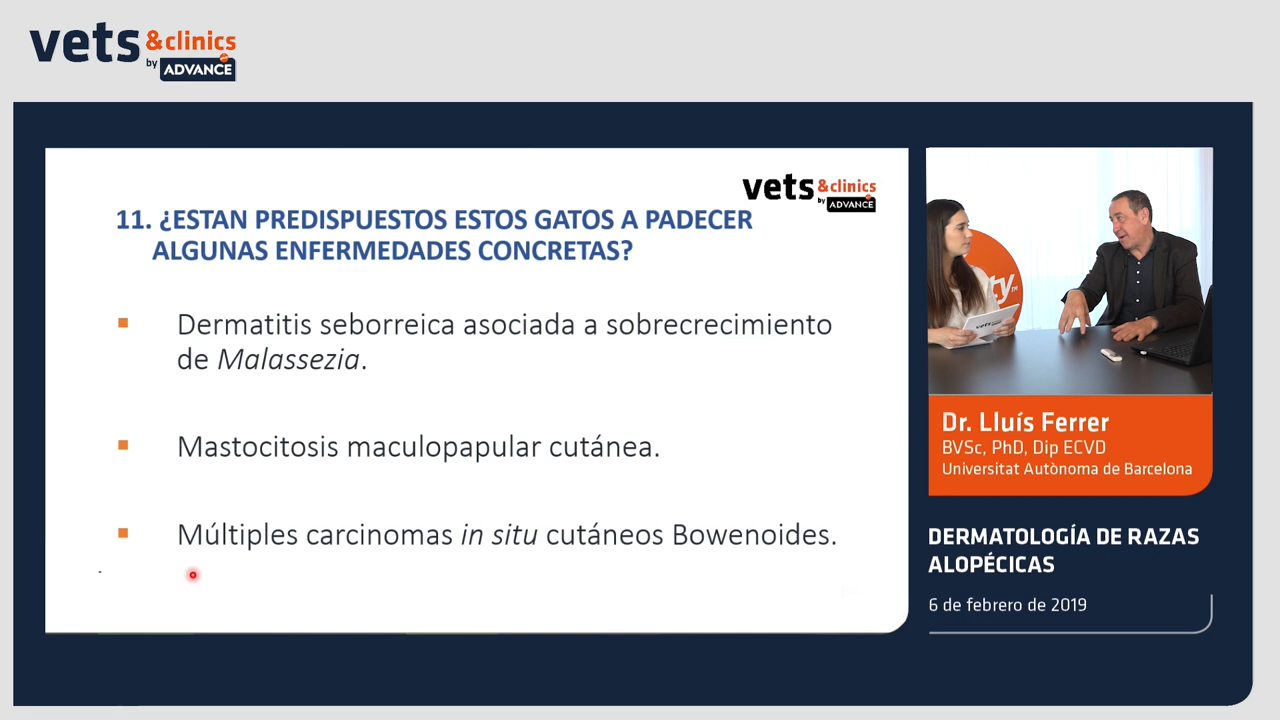 vets &clinics
by ADVANCE
vets &clinics
by ADVANCE
11. ¿ESTAN PREDISPUESTOS ESTOS GATOS A PADECER
ALGUNAS ENFERMEDADES CONCRETAS?
Dermatitis seborreica asociada a sobrecrecimiento
de Malassezia.
Mastocitosis maculopapular cutánea.
Múltiples carcinomas in situ cutáneos Bowenoides.
Dr. Lluís Ferrer
BVSc, PhD, Dip ECVD
Universitat Autònoma de Barcelona
DERMATOLOGÍA DE RAZAS
ALOPÉCICAS
6 de febrero de 2019